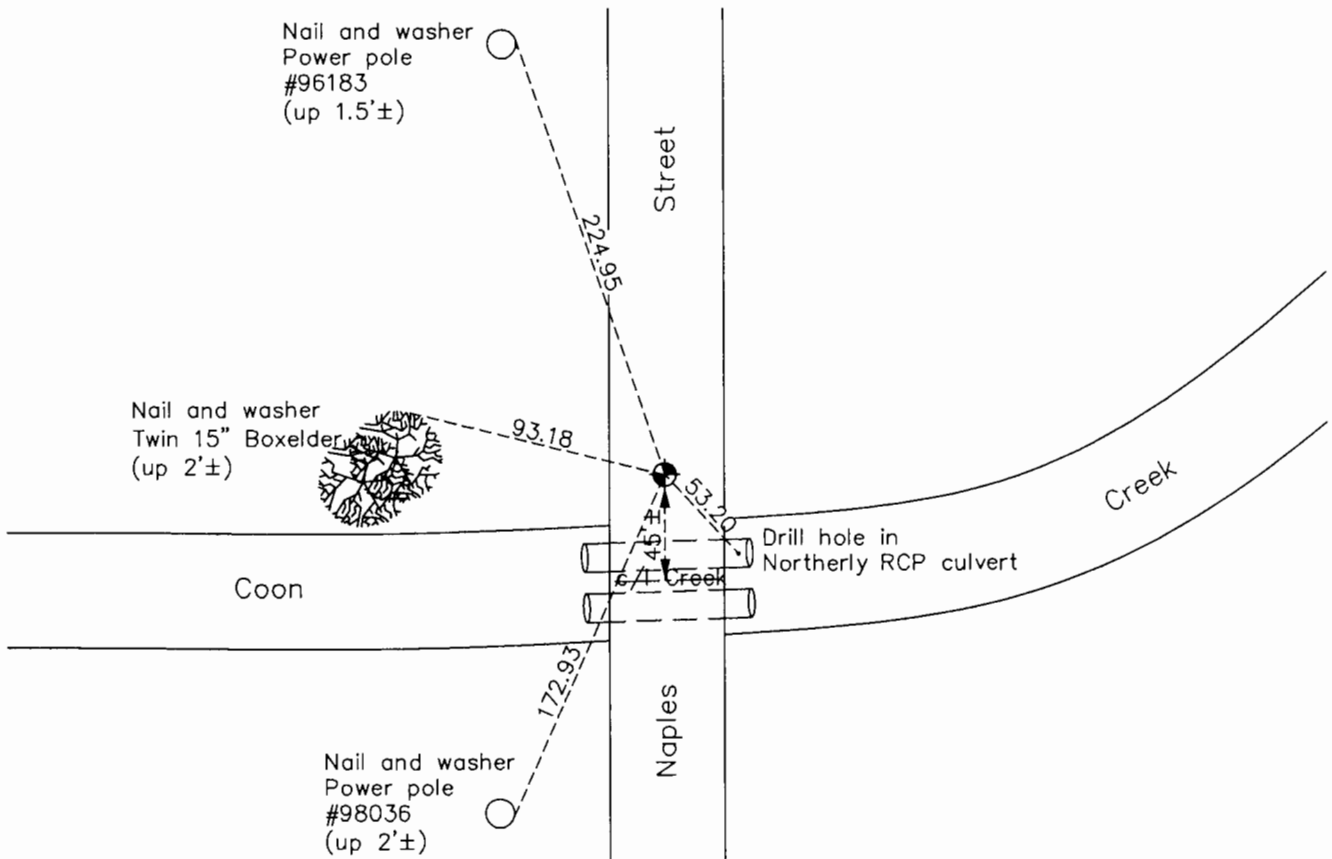 Nail and washer
Power pole
#96183
(up 1.5'±)
Street
224.95
Nail and washer
Twin 15" Boxelder
(up 2'±)
93.18
53.20
45'±
Creek
Drill hole in
Northerly RCP culvert
c L Creek
Coon
172.93
Naples
Nail and washer
Power pole
#98036
(up 2'±)